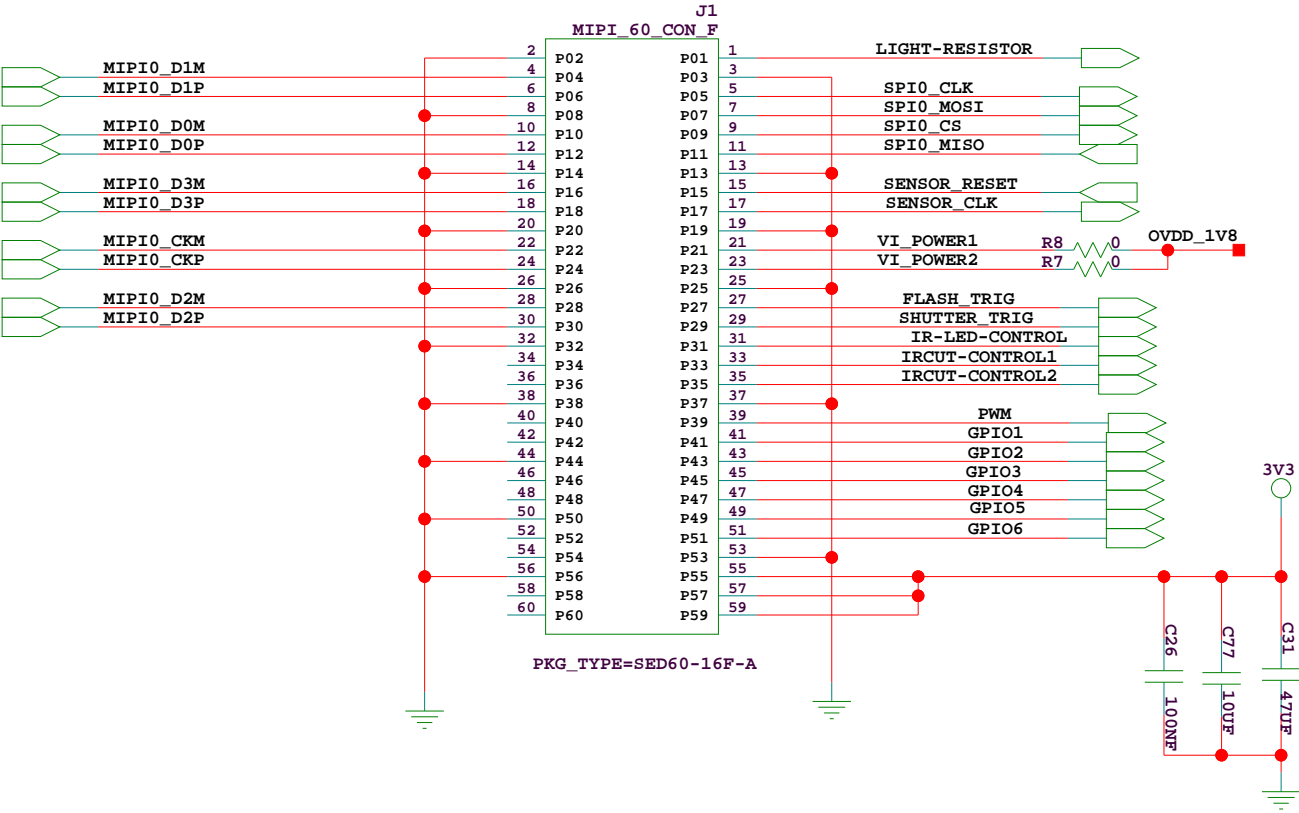 J1
MIPI_60_CON_F
2 P02 P01 1 LIGHT-RESISTOR
MIPI0_D1M 4 P04 P03 3
MIPI0_D1P 6 P06 P05 5 SPI0_CLK
8 P08 P07 7 SPI0_MOSI
MIPI0_D0M 10 P10 P09 9 SPI0_CS
MIPI0_D0P 12 P12 P11 11 SPI0_MISO
14 P14 P13 13
MIPI0_D3M 16 P16 P15 15 SENSOR_RESET
MIPI0_D3P 18 P18 P17 17 SENSOR_CLK
20 P20 P19 19
MIPI0_CKM 22 P22 P21 21 VI_POWER1 R8 0 OVDD_1V8
MIPI0_CKP 24 P24 P23 23 VI_POWER2 R7 0
26 P26 P25 25
MIPI0_D2M 28 P28 P27 27 FLASH_TRIG
MIPI0_D2P 30 P30 P29 29 SHUTTER_TRIG
32 P32 P31 31 IR-LED-CONTROL
34 P34 P33 33 IRCUT-CONTROL1
36 P36 P35 35 IRCUT-CONTROL2
38 P38 P37 37
40 P40 P39 39 PWM
42 P42 P41 41 GPIO1
44 P44 P43 43 GPIO2
46 P46 P45 45 GPIO3
48 P48 P47 47 GPIO4
50 P50 P49 49 GPIO5
52 P52 P51 51 GPIO6
54 P54 P53 53
56 P56 P55 55
58 P58 P57 57
60 P60 P59 59
3V3
PKG_TYPE=SED60-16F-A
C26 100NF
C77 10UF
C31 47UF